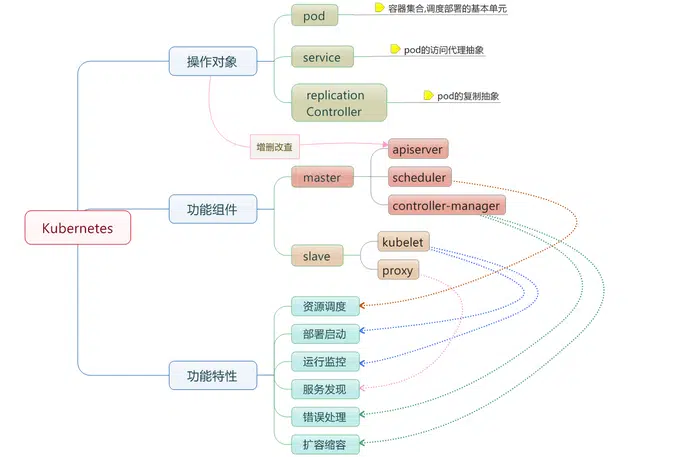 Kubernetes
操作对象
pod
容器集合,调度部署的基本单元
service
pod的访问代理抽象
replication
Controller
pod的复制抽象
增删改查
功能组件
master
apiserver
scheduler
controller-manager
slave
kubelet
proxy
功能特性
资源调度
部署启动
运行监控
服务发现
错误处理
扩容缩容